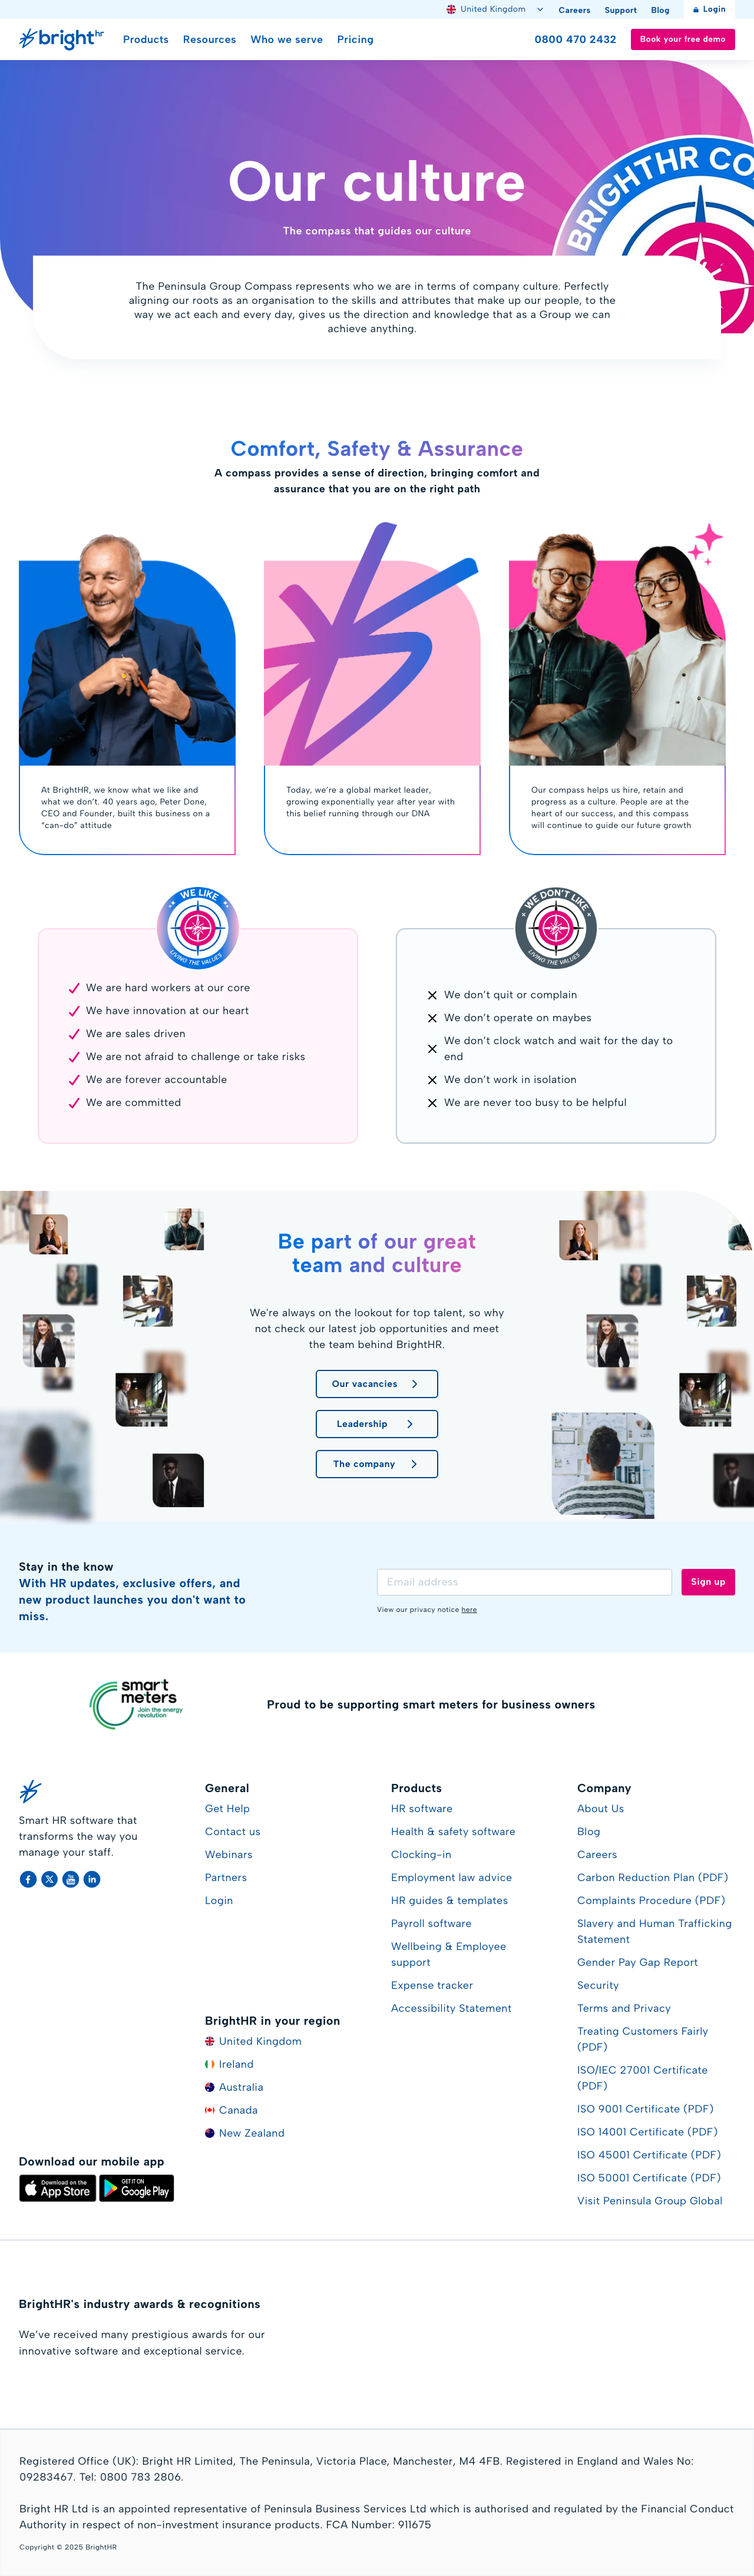 United Kingdom
Careers
Support
Blog
Login
bright hr
Products
Resources
Who we serve
Pricing
0800 470 2432
Book your free demo
BRIGHTHR CO
Our culture
The compass that guides our culture
The Peninsula Group Compass represents who we are in terms of company culture. Perfectly
aligning our roots as an organisation to the skills and attributes that make up our people, to the
way we act each and every day, gives us the direction and knowledge that as a Group we can
achieve anything.
Comfort, Safety & Assurance
A compass provides a sense of direction, bringing comfort and
assurance that you are on the right path
At BrightHR, we know what we like and
what we don't. 40 years ago, Peter Done,
CEO and Founder, built this business on a
“can-do” attitude
Today, we’re a global market leader,
growing exponentially year after year with
this belief running through our DNA
Our compass helps us hire, retain and
progress as a culture. People are at the
heart of our success, and this compass
will continue to guide our future growth
WE LIKE
LIVING THE VALUES
We are hard workers at our core
We have innovation at our heart
We are sales driven
We are not afraid to challenge or take risks
We are forever accountable
We are committed
WE DON'T LIKE
LIVING THE VALUES
We don’t quit or complain
We don’t operate on maybes
We don’t clock watch and wait for the day to
end
We don’t work in isolation
We are never too busy to be helpful
Be part of our great
team and culture
We're always on the lookout for top talent, so why
not check our latest job opportunities and meet
the team behind BrightHR.
Our vacancies
Leadership
The company
Stay in the know
With HR updates, exclusive offers, and
new product launches you don't want to
miss.
Email address
Sign up
View our privacy notice here
smart
meters
Join the energy
revolution
Proud to be supporting smart meters for business owners
Smart HR software that
transforms the way you
manage your staff.
General
Get Help
Contact us
Webinars
Partners
Login
BrightHR in your region
United Kingdom
Ireland
Australia
Canada
New Zealand
Products
HR software
Health & safety software
Clocking-in
Employment law advice
HR guides & templates
Payroll software
Wellbeing & Employee
support
Expense tracker
Accessibility Statement
Company
About Us
Blog
Careers
Carbon Reduction Plan (PDF)
Complaints Procedure (PDF)
Slavery and Human Trafficking
Statement
Gender Pay Gap Report
Security
Terms and Privacy
Treating Customers Fairly
(PDF)
ISO/IEC 27001 Certificate
(PDF)
ISO 9001 Certificate (PDF)
ISO 14001 Certificate (PDF)
ISO 45001 Certificate (PDF)
ISO 50001 Certificate (PDF)
Visit Peninsula Group Global
Download our mobile app
Download on the
App Store
GET IT ON
Google Play
BrightHR's industry awards & recognitions
We’ve received many prestigious awards for our
innovative software and exceptional service.
Registered Office (UK): Bright HR Limited, The Peninsula, Victoria Place, Manchester, M4 4FB. Registered in England and Wales No:
09283467. Tel: 0800 783 2806.
Bright HR Ltd is an appointed representative of Peninsula Business Services Ltd which is authorised and regulated by the Financial Conduct
Authority in respect of non-investment insurance products. FCA Number: 911675
Copyright © 2025 BrightHR